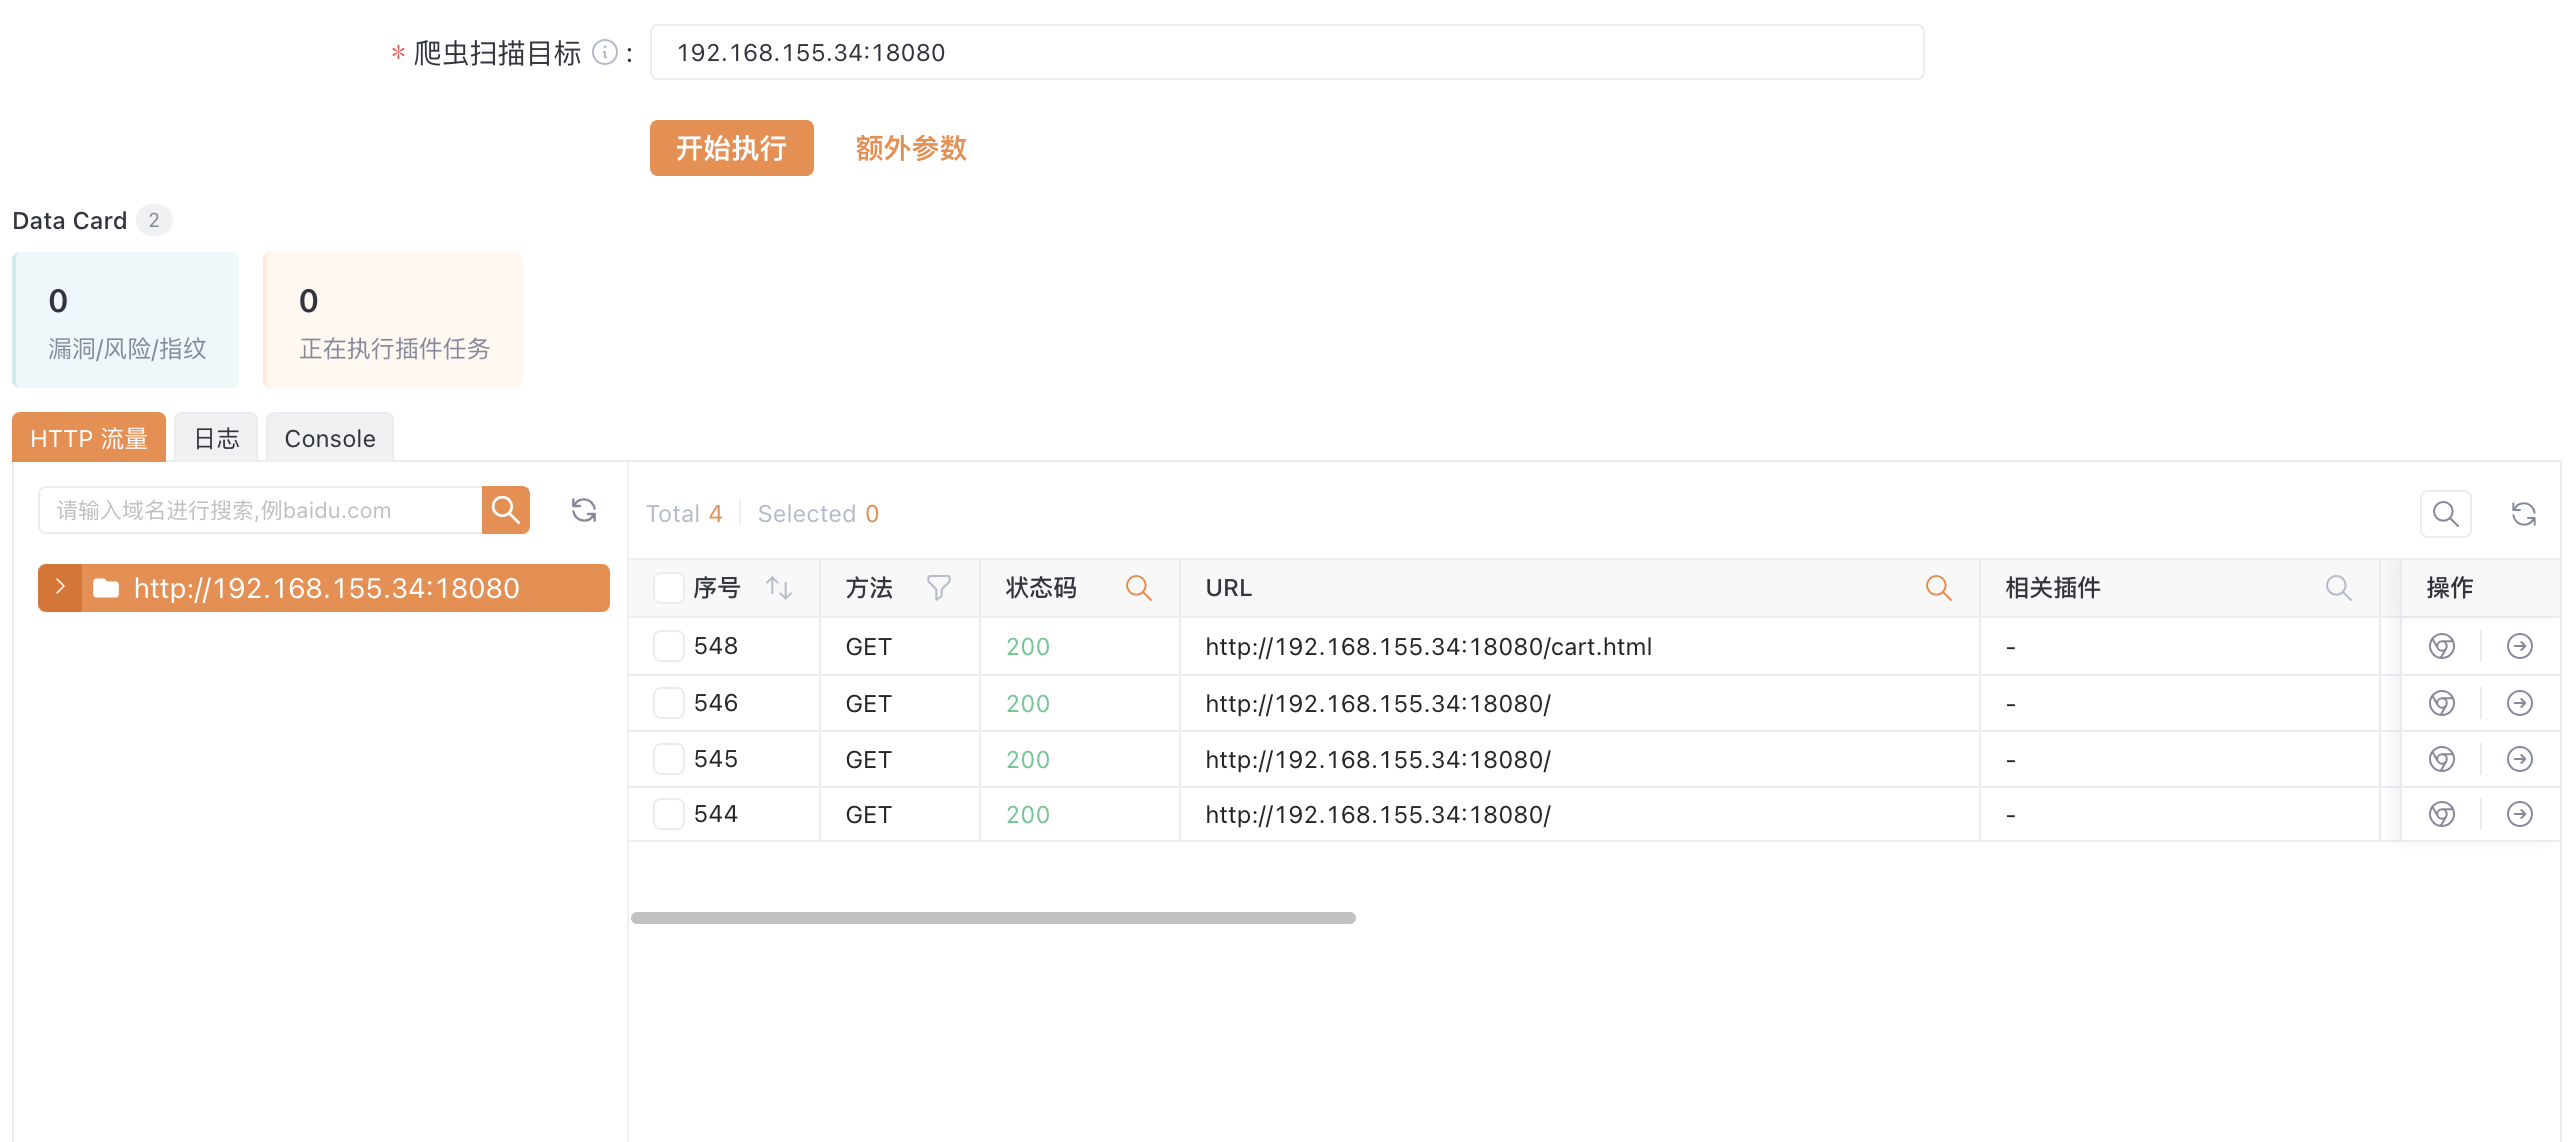 * 爬虫扫描目标 :
192.168.155.34:18080
开始执行 额外参数
Data Card 2
0
漏洞/风险/指纹
0
正在执行插件任务
HTTP 流量 日志 Console
请输入域名进行搜索,例baidu.com
http://192.168.155.34:18080
Total 4 Selected 0
序号 方法 状态码 URL 相关插件 操作
548 GET 200 http://192.168.155.34:18080/cart.html -
546 GET 200 http://192.168.155.34:18080/ -
545 GET 200 http://192.168.155.34:18080/ -
544 GET 200 http://192.168.155.34:18080/ -